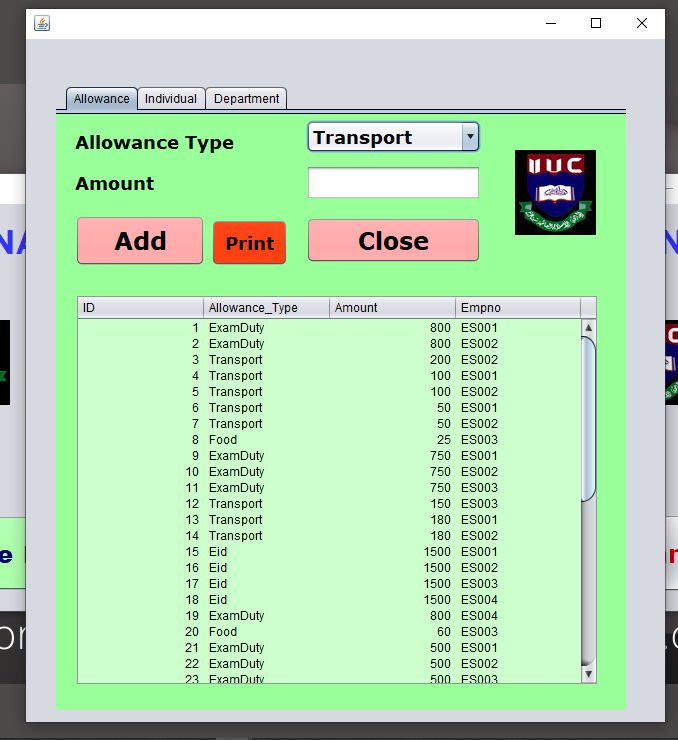 Allowance Individual Department
Allowance Type Transport
Amount
IIUC
Add Print Close
ID Allowance_Type Amount Empno
1 ExamDuty 800 ES001
2 ExamDuty 800 ES002
3 Transport 200 ES002
4 Transport 100 ES001
5 Transport 100 ES002
6 Transport 50 ES001
7 Transport 50 ES002
8 Food 25 ES003
9 ExamDuty 750 ES001
10 ExamDuty 750 ES002
11 ExamDuty 750 ES003
12 Transport 150 ES003
13 Transport 180 ES001
14 Transport 180 ES002
15 Eid 1500 ES001
16 Eid 1500 ES002
17 Eid 1500 ES003
18 Eid 1500 ES004
19 ExamDuty 800 ES004
20 Food 60 ES003
21 ExamDuty 500 ES001
22 ExamDuty 500 ES002
23 ExamDuty 500 ES003